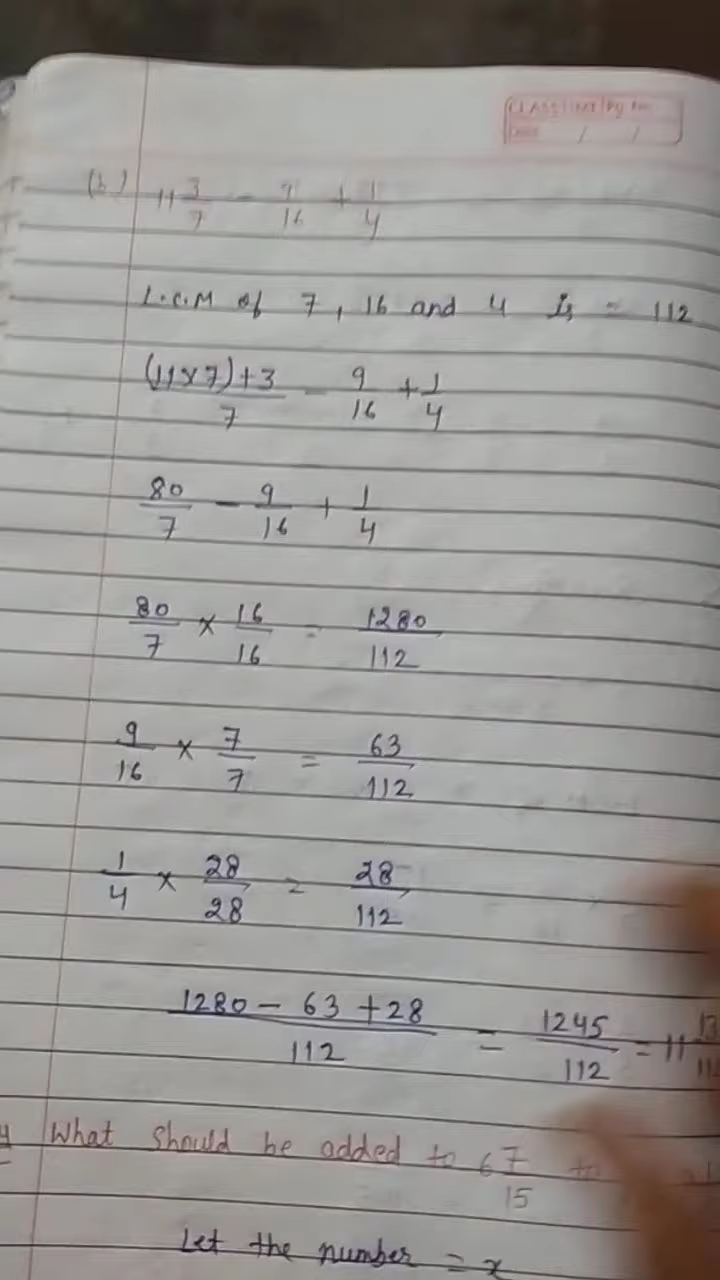 (b) 11 3/7 - 9/16 + 1/4
L.C.M of 7, 16 and 4 is = 112
(11×7)+3/7 - 9/16 + 1/4
80/7 - 9/16 + 1/4
80/7 × 16/16 = 1280/112
9/16 × 7/7 = 63/112
1/4 × 28/28 = 28/112
1280 - 63 + 28/112 = 1245/112 = 11
What should be added to 6 7/15 to
Let the number = x